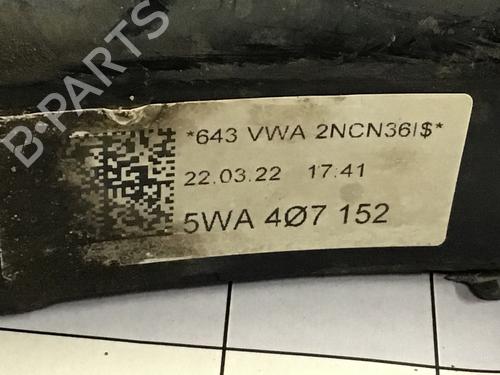 B-PARTS
*643 VWA 2NCN36I$*
22.03.22 17:41
5WA 4Ø7 152